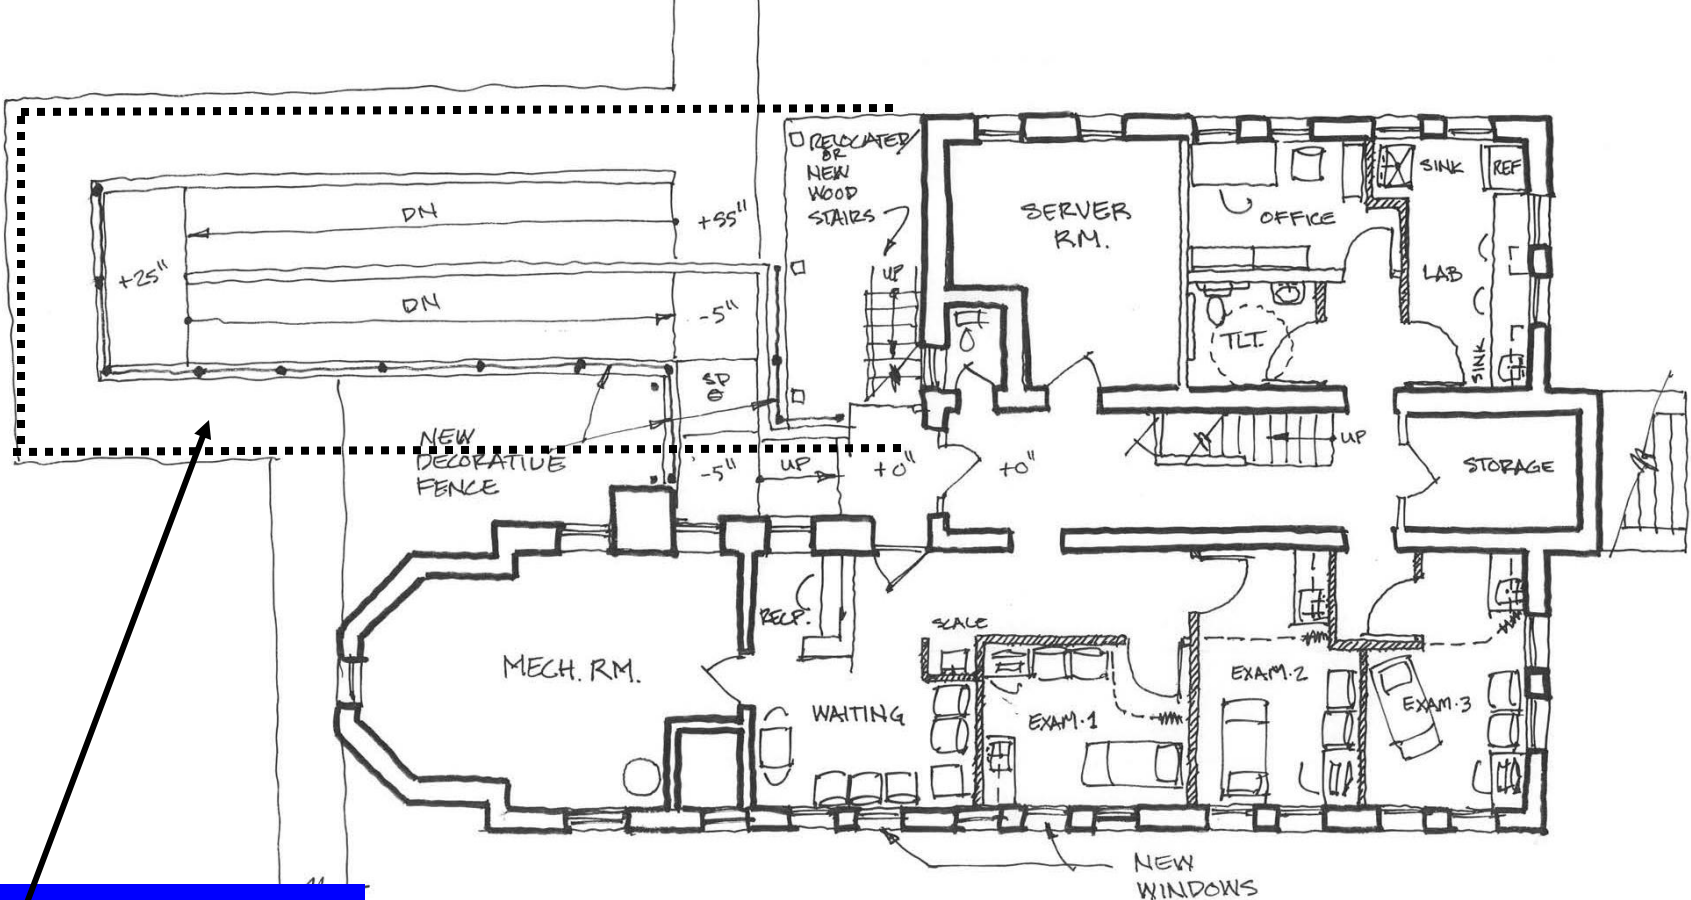 RELOCATED/
OR
NEW
WOOD
STAIRS
UP
DN
+55"
+25"
DN
-5"
SP
NEW
DECORATIVE
FENCE
-5"
UP
+0"
+0"
SERVER
RM.
OFFICE
SINK
REF
LAB
SINK
TLT.
UP
STORAGE
RECP.
SCALE
MECH. RM.
WAITING
EXAM·1
EXAM·2
EXAM·3
NEW
WINDOWS